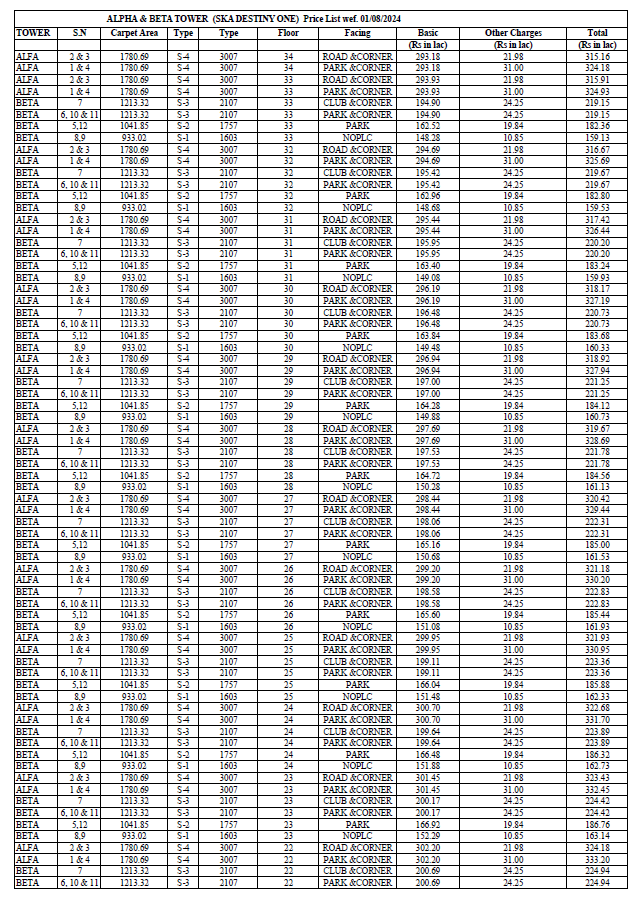 ALPHA & BETA TOWER (SKA DESTINY ONE) Price List wef. 01/08/2024
TOWER S.N Carpet Area Type Type Floor Facing Basic Other Charges Total
(Rs in lac) (Rs in lac) (Rs in lac)
ALFA 2 & 3 1780.69 S-4 3007 34 ROAD &CORNER 293.18 21.98 315.16
ALFA 1 & 4 1780.69 S-4 3007 34 PARK &CORNER 293.18 31.00 324.18
ALFA 2 & 3 1780.69 S-4 3007 33 ROAD &CORNER 293.93 21.98 315.91
ALFA 1 & 4 1780.69 S-4 3007 33 PARK &CORNER 293.93 31.00 324.93
BETA 7 1213.32 S-3 2107 33 CLUB &CORNER 194.90 24.25 219.15
BETA 6, 10 & 11 1213.32 S-3 2107 33 PARK &CORNER 194.90 24.25 219.15
BETA 5,12 1041.85 S-2 1757 33 PARK 162.52 19.84 182.36
BETA 8,9 933.02 S-1 1603 33 NOPLC 148.28 10.85 159.13
ALFA 2 & 3 1780.69 S-4 3007 32 ROAD &CORNER 294.69 21.98 316.67
ALFA 1 & 4 1780.69 S-4 3007 32 PARK &CORNER 294.69 31.00 325.69
BETA 7 1213.32 S-3 2107 32 CLUB &CORNER 195.42 24.25 219.67
BETA 6, 10 & 11 1213.32 S-3 2107 32 PARK &CORNER 195.42 24.25 219.67
BETA 5,12 1041.85 S-2 1757 32 PARK 162.96 19.84 182.80
BETA 8,9 933.02 S-1 1603 32 NOPLC 148.68 10.85 159.53
ALFA 2 & 3 1780.69 S-4 3007 31 ROAD &CORNER 295.44 21.98 317.42
ALFA 1 & 4 1780.69 S-4 3007 31 PARK &CORNER 295.44 31.00 326.44
BETA 7 1213.32 S-3 2107 31 CLUB &CORNER 195.95 24.25 220.20
BETA 6, 10 & 11 1213.32 S-3 2107 31 PARK &CORNER 195.95 24.25 220.20
BETA 5,12 1041.85 S-2 1757 31 PARK 163.40 19.84 183.24
BETA 8,9 933.02 S-1 1603 31 NOPLC 149.08 10.85 159.93
ALFA 2 & 3 1780.69 S-4 3007 30 ROAD &CORNER 296.19 21.98 318.17
ALFA 1 & 4 1780.69 S-4 3007 30 PARK &CORNER 296.19 31.00 327.19
BETA 7 1213.32 S-3 2107 30 CLUB &CORNER 196.48 24.25 220.73
BETA 6, 10 & 11 1213.32 S-3 2107 30 PARK &CORNER 196.48 24.25 220.73
BETA 5,12 1041.85 S-2 1757 30 PARK 163.84 19.84 183.68
BETA 8,9 933.02 S-1 1603 30 NOPLC 149.48 10.85 160.33
ALFA 2 & 3 1780.69 S-4 3007 29 ROAD &CORNER 296.94 21.98 318.92
ALFA 1 & 4 1780.69 S-4 3007 29 PARK &CORNER 296.94 31.00 327.94
BETA 7 1213.32 S-3 2107 29 CLUB &CORNER 197.00 24.25 221.25
BETA 6, 10 & 11 1213.32 S-3 2107 29 PARK &CORNER 197.00 24.25 221.25
BETA 5,12 1041.85 S-2 1757 29 PARK 164.28 19.84 184.12
BETA 8,9 933.02 S-1 1603 29 NOPLC 149.88 10.85 160.73
ALFA 2 & 3 1780.69 S-4 3007 28 ROAD &CORNER 297.69 21.98 319.67
ALFA 1 & 4 1780.69 S-4 3007 28 PARK &CORNER 297.69 31.00 328.69
BETA 7 1213.32 S-3 2107 28 CLUB &CORNER 197.53 24.25 221.78
BETA 6, 10 & 11 1213.32 S-3 2107 28 PARK &CORNER 197.53 24.25 221.78
BETA 5,12 1041.85 S-2 1757 28 PARK 164.72 19.84 184.56
BETA 8,9 933.02 S-1 1603 28 NOPLC 150.28 10.85 161.13
ALFA 2 & 3 1780.69 S-4 3007 27 ROAD &CORNER 298.44 21.98 320.42
ALFA 1 & 4 1780.69 S-4 3007 27 PARK &CORNER 298.44 31.00 329.44
BETA 7 1213.32 S-3 2107 27 CLUB &CORNER 198.06 24.25 222.31
BETA 6, 10 & 11 1213.32 S-3 2107 27 PARK &CORNER 198.06 24.25 222.31
BETA 5,12 1041.85 S-2 1757 27 PARK 165.16 19.84 185.00
BETA 8,9 933.02 S-1 1603 27 NOPLC 150.68 10.85 161.53
ALFA 2 & 3 1780.69 S-4 3007 26 ROAD &CORNER 299.20 21.98 321.18
ALFA 1 & 4 1780.69 S-4 3007 26 PARK &CORNER 299.20 31.00 330.20
BETA 7 1213.32 S-3 2107 26 CLUB &CORNER 198.58 24.25 222.83
BETA 6, 10 & 11 1213.32 S-3 2107 26 PARK &CORNER 198.58 24.25 222.83
BETA 5,12 1041.85 S-2 1757 26 PARK 165.60 19.84 185.44
BETA 8,9 933.02 S-1 1603 26 NOPLC 151.08 10.85 161.93
ALFA 2 & 3 1780.69 S-4 3007 25 ROAD &CORNER 299.95 21.98 321.93
ALFA 1 & 4 1780.69 S-4 3007 25 PARK &CORNER 299.95 31.00 330.95
BETA 7 1213.32 S-3 2107 25 CLUB &CORNER 199.11 24.25 223.36
BETA 6, 10 & 11 1213.32 S-3 2107 25 PARK &CORNER 199.11 24.25 223.36
BETA 5,12 1041.85 S-2 1757 25 PARK 166.04 19.84 185.88
BETA 8,9 933.02 S-1 1603 25 NOPLC 151.48 10.85 162.33
ALFA 2 & 3 1780.69 S-4 3007 24 ROAD &CORNER 300.70 21.98 322.68
ALFA 1 & 4 1780.69 S-4 3007 24 PARK &CORNER 300.70 31.00 331.70
BETA 7 1213.32 S-3 2107 24 CLUB &CORNER 199.64 24.25 223.89
BETA 6, 10 & 11 1213.32 S-3 2107 24 PARK &CORNER 199.64 24.25 223.89
BETA 5,12 1041.85 S-2 1757 24 PARK 166.48 19.84 186.32
BETA 8,9 933.02 S-1 1603 24 NOPLC 151.88 10.85 162.73
ALFA 2 & 3 1780.69 S-4 3007 23 ROAD &CORNER 301.45 21.98 323.43
ALFA 1 & 4 1780.69 S-4 3007 23 PARK &CORNER 301.45 31.00 332.45
BETA 7 1213.32 S-3 2107 23 CLUB &CORNER 200.17 24.25 224.42
BETA 6, 10 & 11 1213.32 S-3 2107 23 PARK &CORNER 200.17 24.25 224.42
BETA 5,12 1041.85 S-2 1757 23 PARK 166.92 19.84 186.76
BETA 8,9 933.02 S-1 1603 23 NOPLC 152.29 10.85 163.14
ALFA 2 & 3 1780.69 S-4 3007 22 ROAD &CORNER 302.20 21.98 324.18
ALFA 1 & 4 1780.69 S-4 3007 22 PARK &CORNER 302.20 31.00 333.20
BETA 7 1213.32 S-3 2107 22 CLUB &CORNER 200.69 24.25 224.94
BETA 6, 10 & 11 1213.32 S-3 2107 22 PARK &CORNER 200.69 24.25 224.94